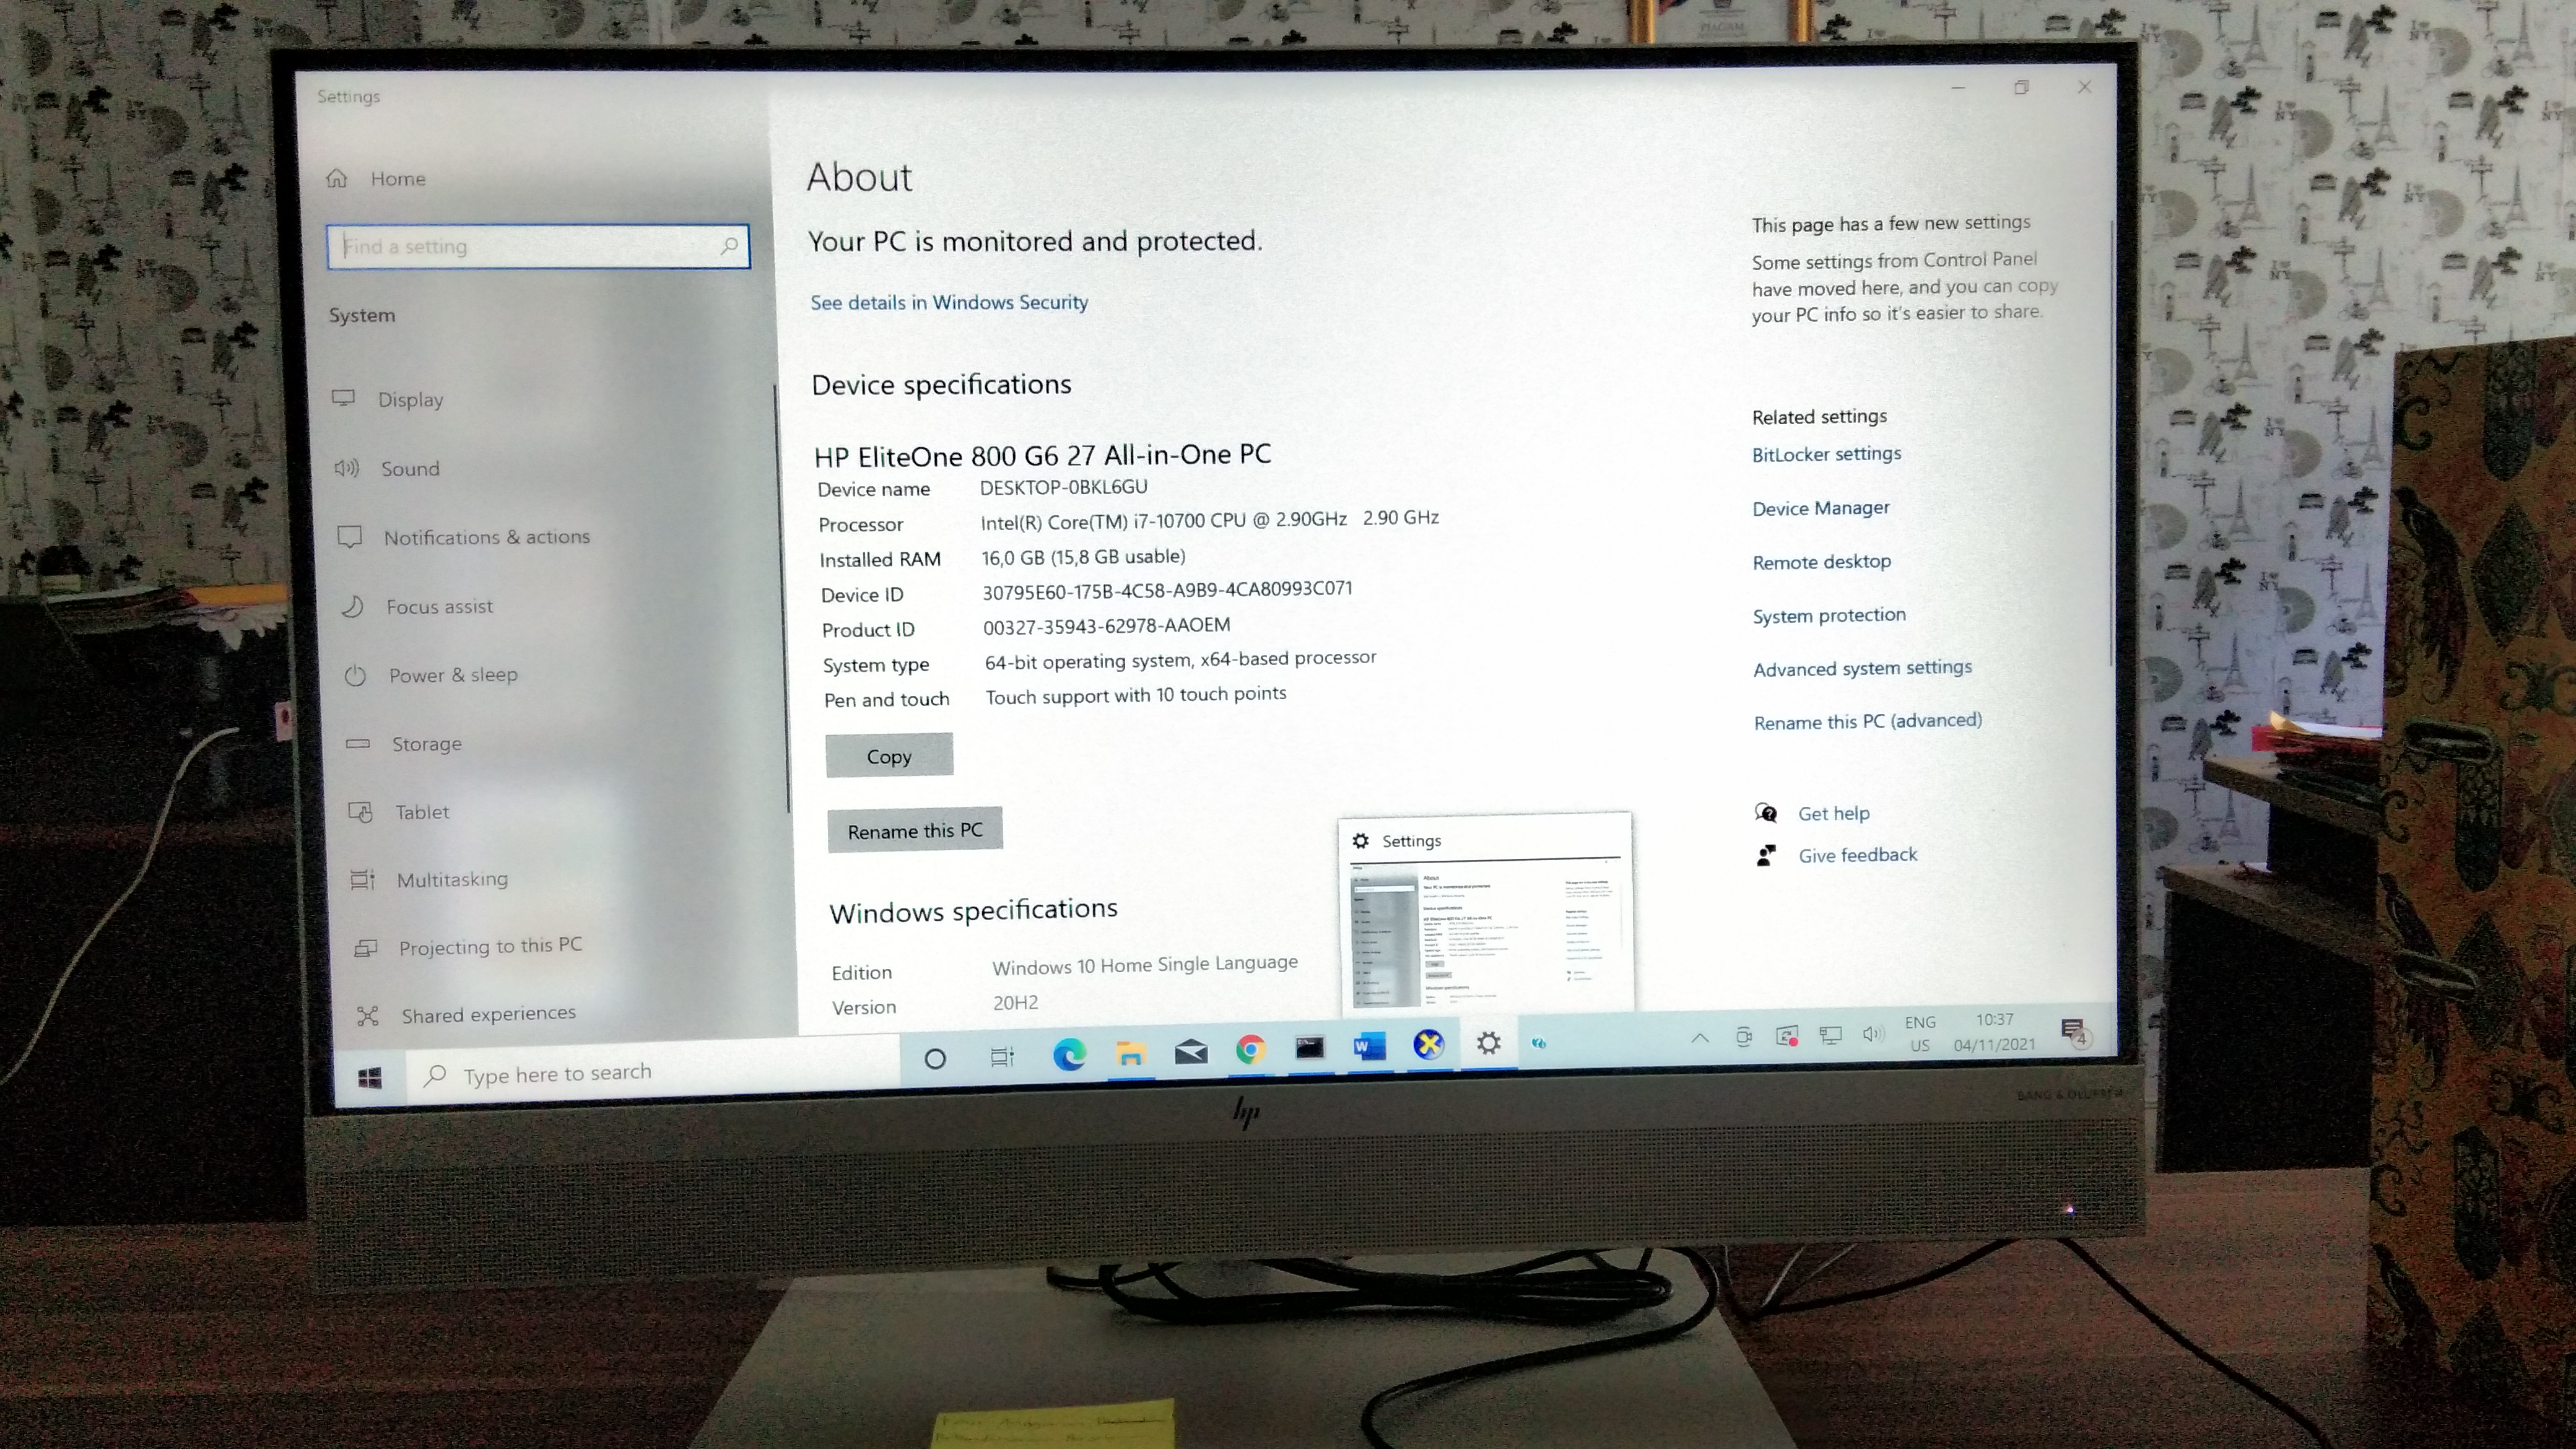 PIAGAM
Settings
Home
Find a setting
System
Display
Sound
Notifications & actions
Focus assist
Power & sleep
Storage
Tablet
Multitasking
Projecting to this PC
Shared experiences
About
Your PC is monitored and protected.
See details in Windows Security
Device specifications
HP EliteOne 800 G6 27 All-in-One PC
Device name DESKTOP-0BKL6GU
Processor Intel(R) Core(TM) i7-10700 CPU @ 2.90GHz 2.90 GHz
Installed RAM 16,0 GB (15,8 GB usable)
Device ID 30795E60-175B-4C58-A9B9-4CA80993C071
Product ID 00327-35943-62978-AAOEM
System type 64-bit operating system, x64-based processor
Pen and touch Touch support with 10 touch points
Copy
Rename this PC
Windows specifications
Edition Windows 10 Home Single Language
Version 20H2
This page has a few new settings
Some settings from Control Panel
have moved here, and you can copy
your PC info so it's easier to share.
Related settings
BitLocker settings
Device Manager
Remote desktop
System protection
Advanced system settings
Rename this PC (advanced)
Get help
Give feedback
Settings
Type here to search
W
ENG
US
10:37
04/11/2021
4
hp
BANG & OLUFSEN